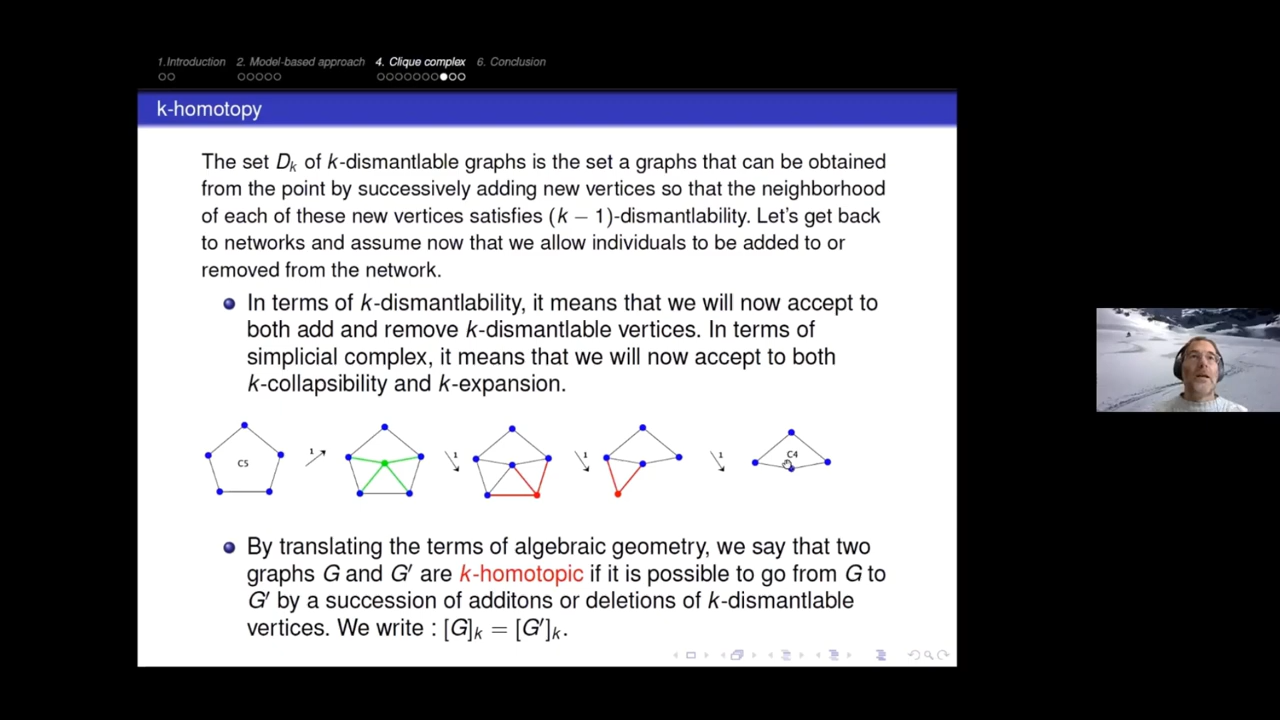 1.Introduction 2. Model-based approach 4. Clique complex 6. Conclusion
k-homotopy
The set Dk of k-dismantlable graphs is the set a graphs that can be obtained
from the point by successively adding new vertices so that the neighborhood
of each of these new vertices satisfies (k − 1)-dismantlability. Let's get back
to networks and assume now that we allow individuals to be added to or
removed from the network.
In terms of k-dismantlability, it means that we will now accept to
both add and remove k-dismantlable vertices. In terms of
simplicial complex, it means that we will now accept to both
k-collapsibility and k-expansion.
C5 1 1 1 1 C4
By translating the terms of algebraic geometry, we say that two
graphs G and G′ are k-homotopic if it is possible to go from G to
G′ by a succession of additons or deletions of k-dismantlable
vertices. We write : [G]k = [G′]k.